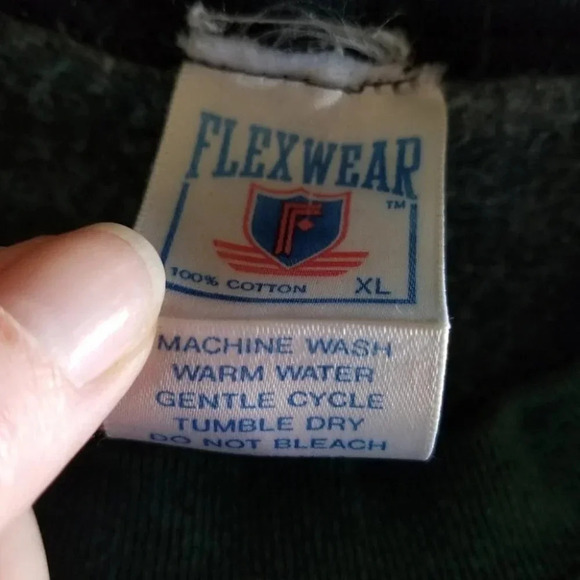 FLEXWEAR
TM
F
100% COTTON XL
MACHINE WASH
WARM WATER
GENTLE CYCLE
TUMBLE DRY
DO NOT BLEACH